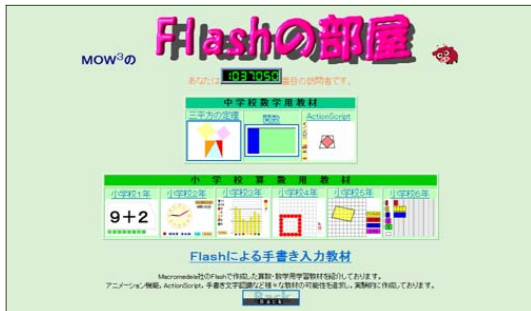 MOW³の Flashの部屋
あなたは 1037050 番目の訪問者です。
中学校数学用教材
三平方の定理 関数 ActionScript
小学校算数用教材
小学校1年 小学校2年 小学校3年 小学校4年 小学校5年 小学校6年
9+2
Flashによる手書き入力教材
Macromedeia社のFlashで作成した算数・数学用学習教材を紹介しております。
アニメーション機能、ActionScript、手書き文字認識など様々な教材の可能性を追求し、実験的に作成しております。
Back